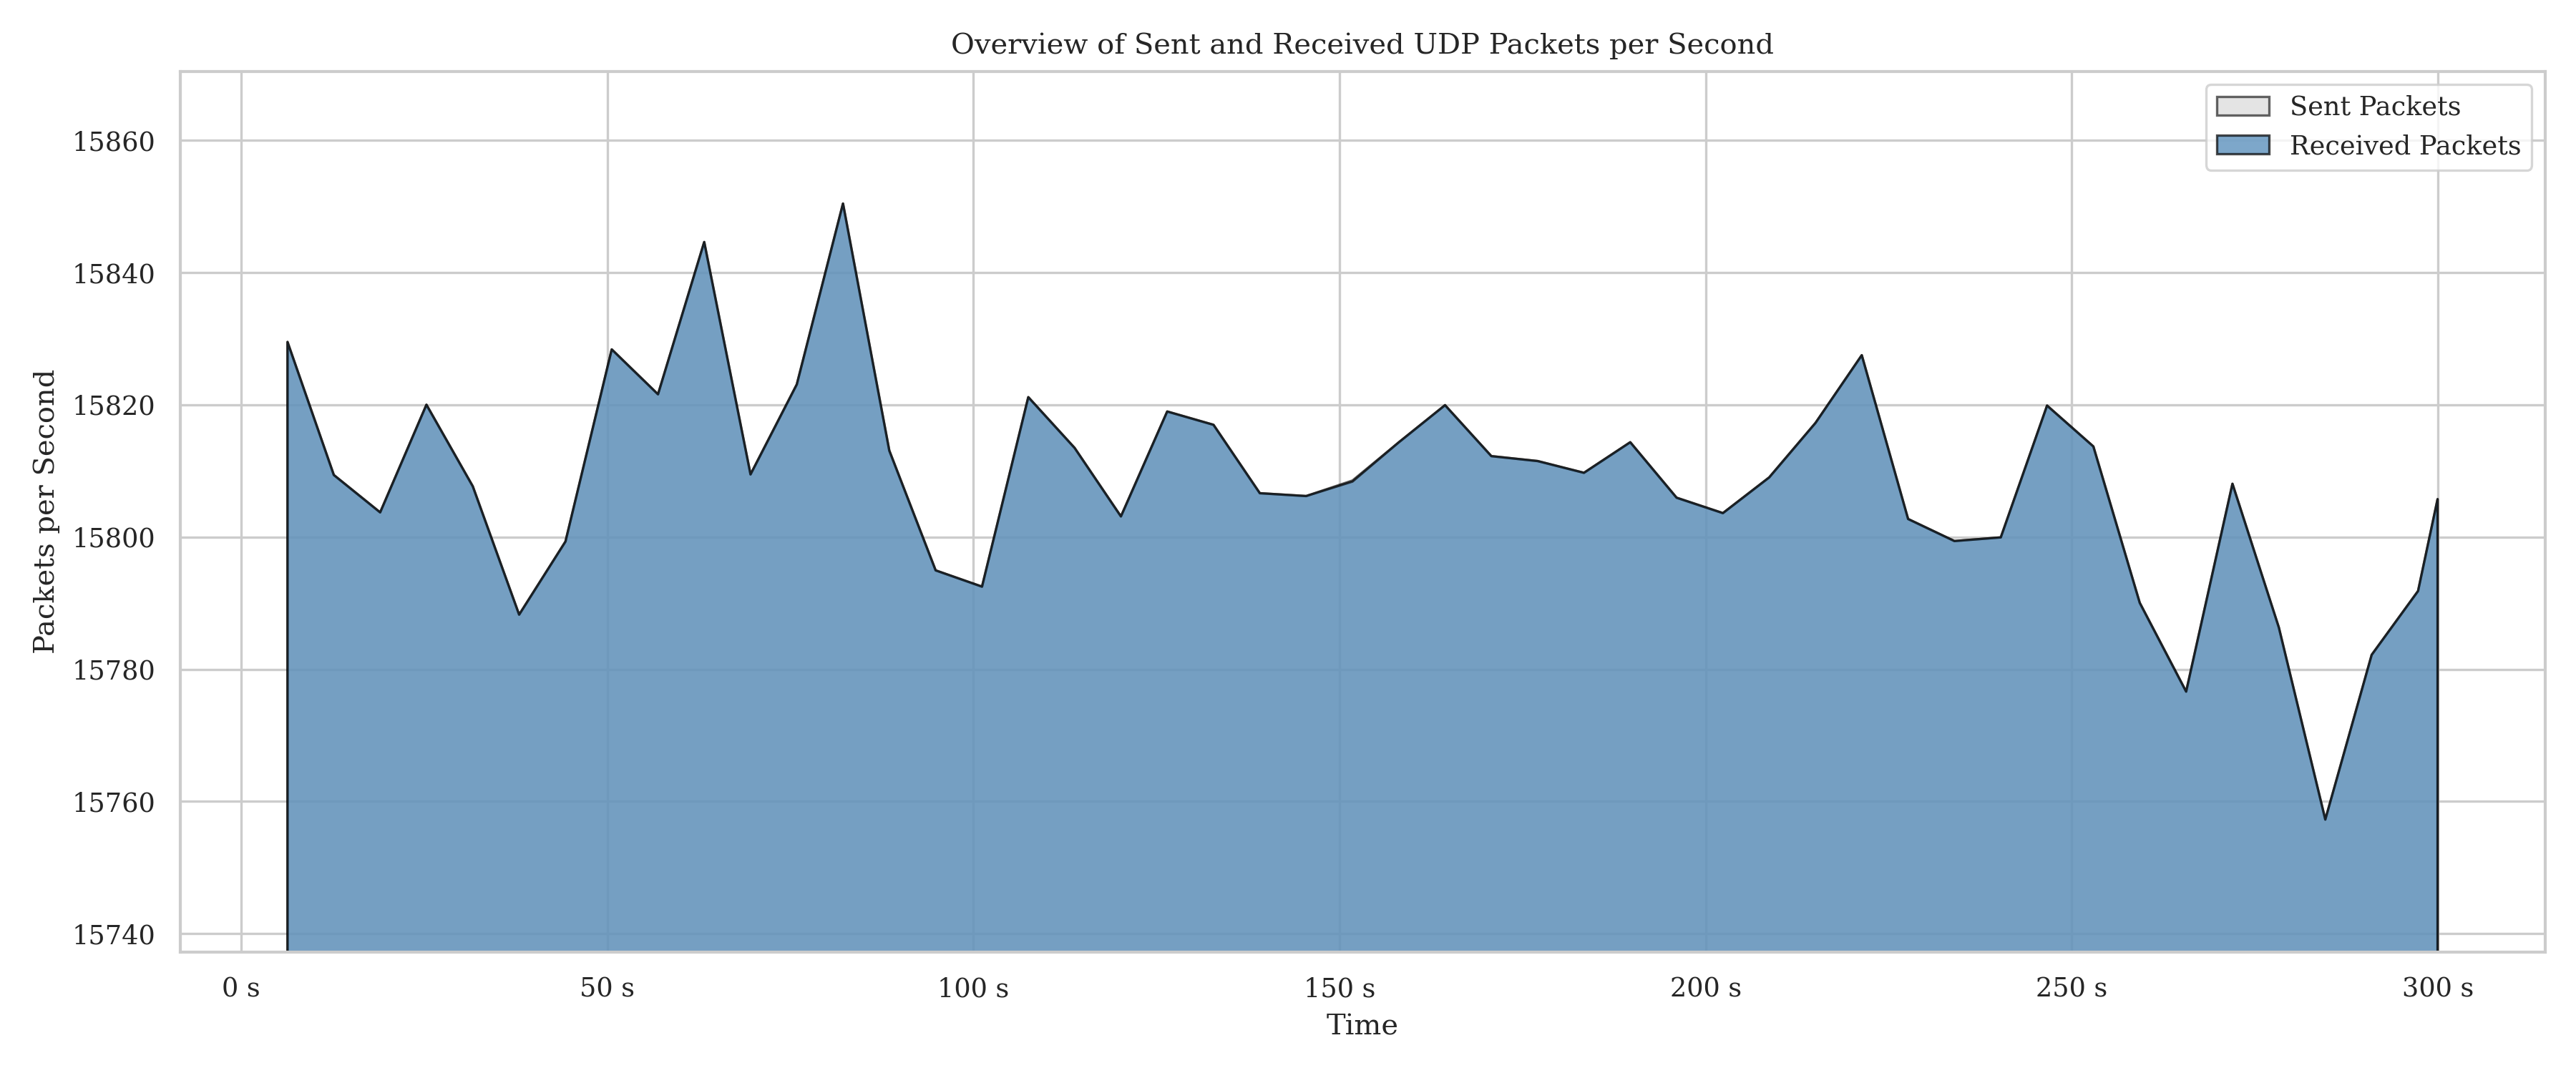 Overview of Sent and Received UDP Packets per Second
Sent Packets
Received Packets
Packets per Second
15860
15840
15820
15800
15780
15760
15740
0 s
50 s
100 s
150 s
200 s
250 s
300 s
Time